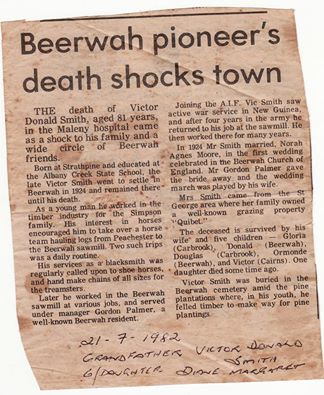 Beerwah pioneer's
death shocks town
THE death of Victor
Donald Smith, aged 81 years,
in the Maleny hospital came
as a shock to his family and a
wide circle of Beerwah
friends.
Born at Strathpine and educated at
the Albany Creek State School, the
late Victor Smith went to settle in
Beerwah in 1924 and remained there
until his death.
As a young man he worked in the
timber industry for the Simpson
family. His interest in horses
encouraged him to take over a horse
team hauling logs from Peachester to
the Beerwah sawmill. Two such trips
was a daily routine.
His services as a blacksmith was
regularly called upon to shoe horses,
and hand make chains of all sizes for
the teamsters.
Later he worked in the Beerwah
sawmill at various jobs, and served
under manager Gordon Palmer, a
well-known Beerwah resident.
Joining the A.I.F. Vic Smith saw
active war service in New Guinea,
and after four years in the army he
returned to his job at the sawmill. He
then worked there for many years.
In 1924 Mr Smith married, Norah
Agnes Moore, in the first wedding
celebrated in the Beerwah Church of
England. Mr Gordon Palmer gave
the bride away and the wedding
march was played by his wife.
Mrs Smith came from the St
George area where her family owned
a well-known grazing property
"Quibet."
The deceased is survived by his
wife and five children — Gloria
(Carbrook), Donald (Beerwah),
Douglas (Carbrook), Ormonde
(Beerwah), and Victor (Cairns). One
daughter died some time ago.
Victor Smith was buried in the
Beerwah cemetery amid the pine
plantations where, in his youth, he
felled timber to make way for pine
plantings.
21-7-1982
GRANDFATHER VICTOR DONALD
SMITH
G/DAUGHTER DIANE MARGARET